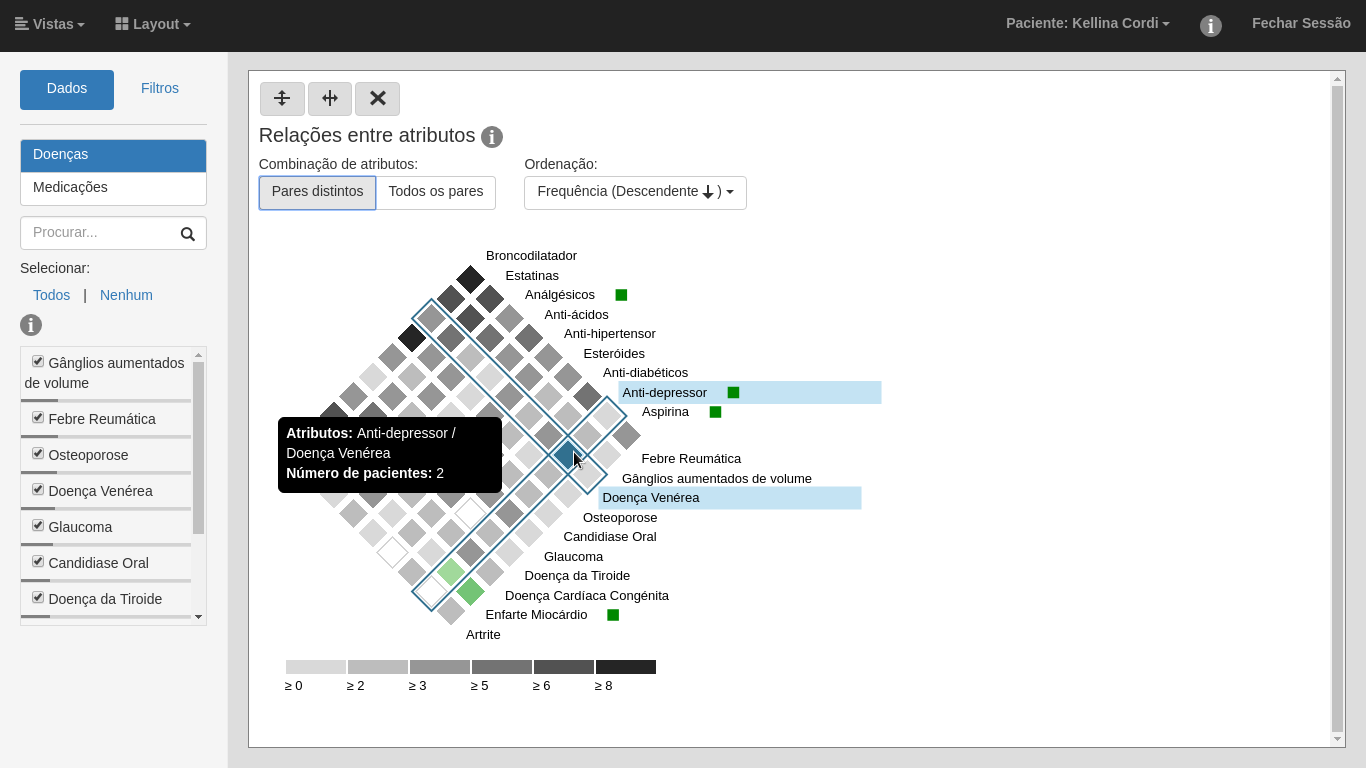 Vistas
Layout
Paciente: Kellina Cordi
Fechar Sessão
Dados
Filtros
Doenças
Medicações
Procurar...
Selecionar:
Todos | Nenhum
Gânglios aumentados
de volume
Febre Reumática
Osteoporose
Doença Venérea
Glaucoma
Candidiase Oral
Doença da Tiroide
Relações entre atributos
Combinação de atributos:
Ordenação:
Pares distintos
Todos os pares
Frequência (Descendente )
Broncodilatador
Estatinas
Análgésicos
Anti-ácidos
Anti-hipertensor
Esteróides
Anti-diabéticos
Anti-depressor
Aspirina
Atributos: Anti-depressor /
Doença Venérea
Número de pacientes: 2
Febre Reumática
Gânglios aumentados de volume
Doença Venérea
Osteoporose
Candidiase Oral
Glaucoma
Doença da Tiroide
Doença Cardíaca Congénita
Enfarte Miocárdio
Artrite
≥ 0
≥ 2
≥ 3
≥ 5
≥ 6
≥ 8